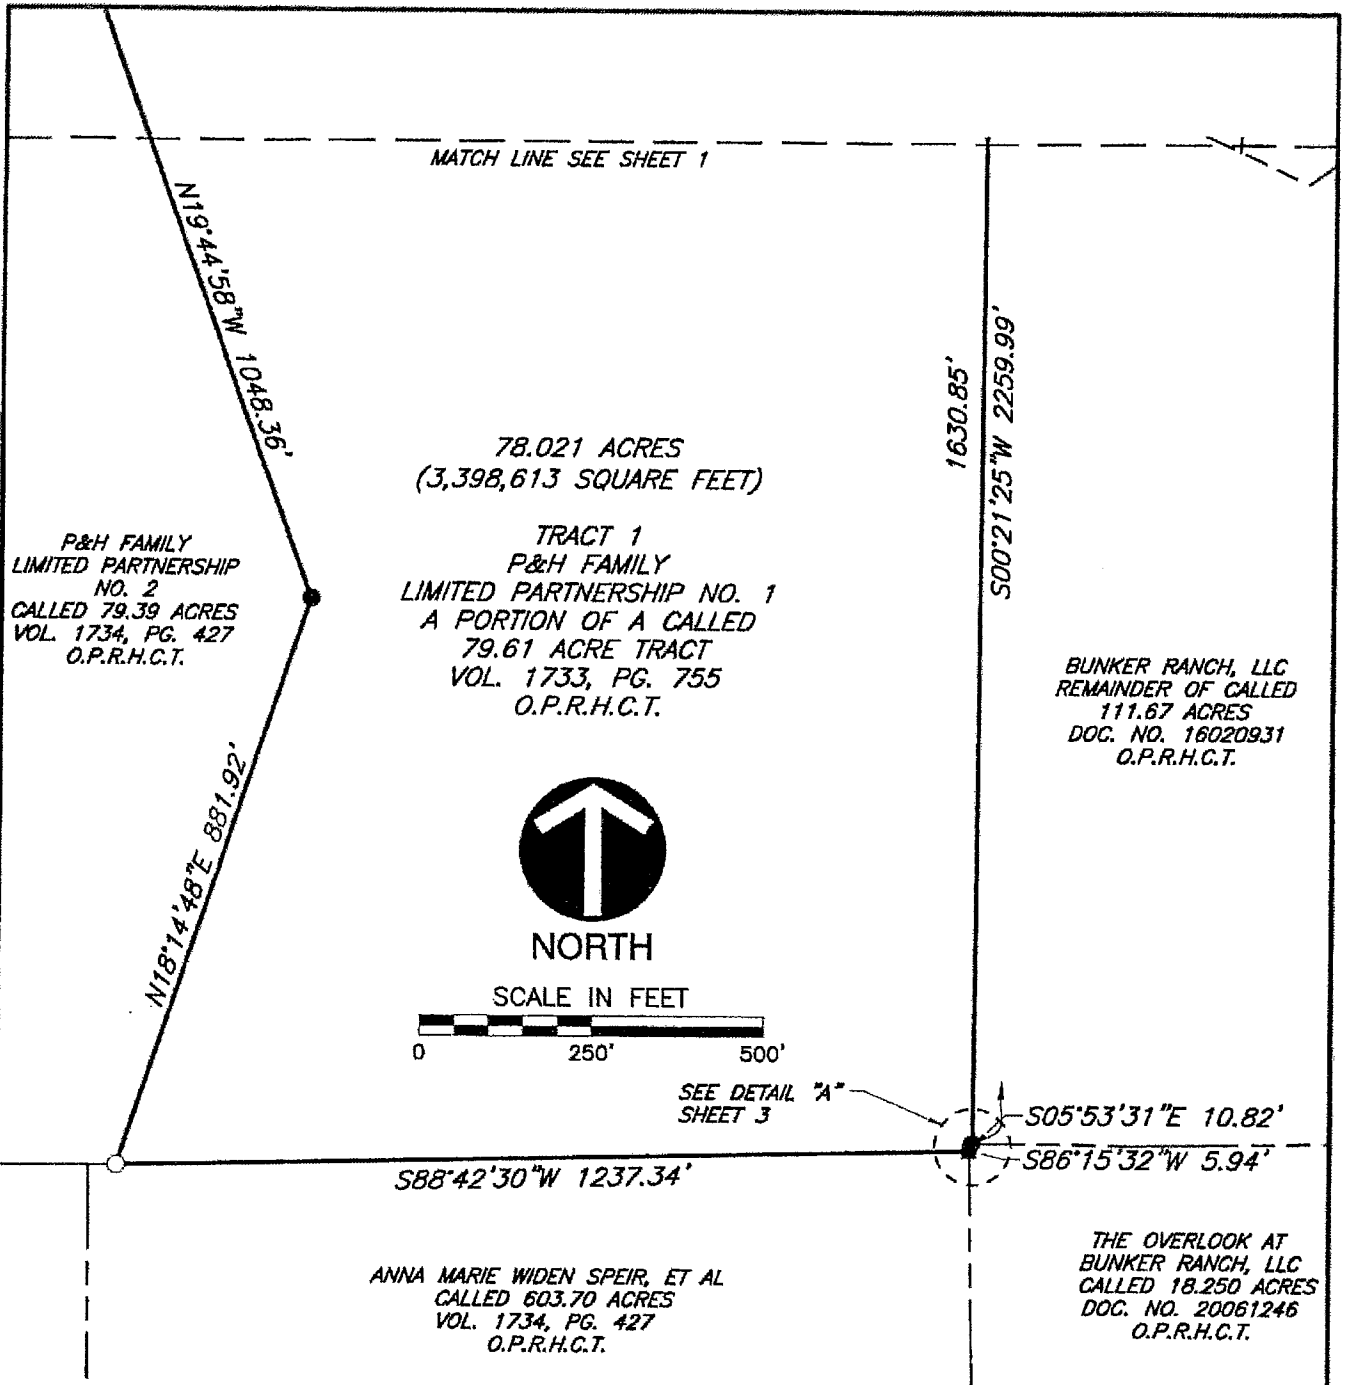 MATCH LINE SEE SHEET 1
N19°44'58"W 1048.36'
1630.85'
S00°21'25"W 2259.99'
78.021 ACRES
(3,398,613 SQUARE FEET)
TRACT 1
P&H FAMILY
LIMITED PARTNERSHIP NO. 1
A PORTION OF A CALLED
79.61 ACRE TRACT
VOL. 1733, PG. 755
O.P.R.H.C.T.
P&H FAMILY
LIMITED PARTNERSHIP
NO. 2
CALLED 79.39 ACRES
VOL. 1734, PG. 427
O.P.R.H.C.T.
BUNKER RANCH, LLC
REMAINDER OF CALLED
111.67 ACRES
DOC. NO. 16020931
O.P.R.H.C.T.
N18°14'48"E 881.92'
NORTH
SCALE IN FEET
0 250' 500'
SEE DETAIL "A"
SHEET 3
S05°53'31"E 10.82'
S86°15'32"W 5.94'
S88°42'30"W 1237.34'
ANNA MARIE WIDEN SPEIR, ET AL
CALLED 603.70 ACRES
VOL. 1734, PG. 427
O.P.R.H.C.T.
THE OVERLOOK AT
BUNKER RANCH, LLC
CALLED 18.250 ACRES
DOC. NO. 20061246
O.P.R.H.C.T.